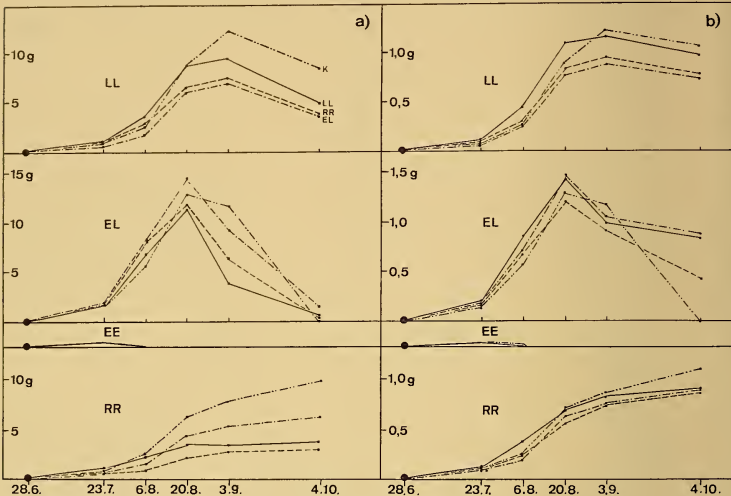 a)
10 g
5
LL
K
LL
RR
EL
b)
1,0 g
0,5
LL
15 g
10
5
EL
1,5 g
1,0
0,5
EL
EE
EE
10 g
5
RR
1,0 g
0,5
RR
28.6. 23.7. 6.8. 20.8. 3.9. 4.10.
28.6. 23.7. 6.8. 20.8. 3.9. 4.10.